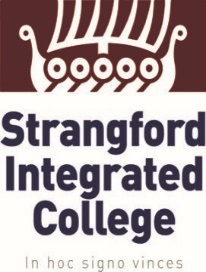 Strangford
Integrated
College
In hoc signo vinces